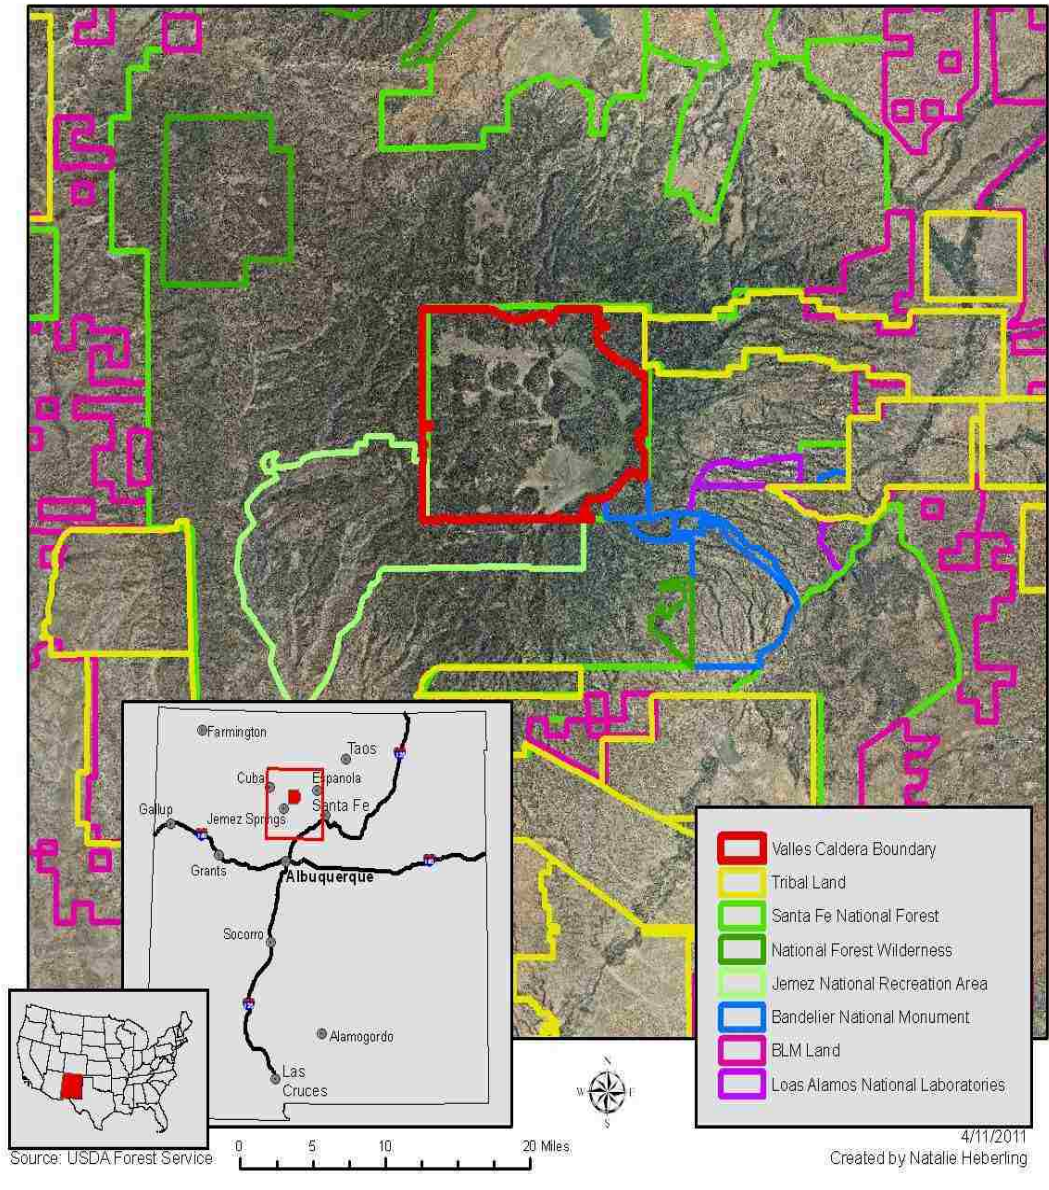 Farmington
Taos
Cuba
Espanola
Gallup
Jemez Springs
Santa Fe
Grants
Albuquerque
Socorro
Alamogordo
Las
Cruces
Valles Caldera Boundary
Tribal Land
Santa Fe National Forest
National Forest Wilderness
Jemez National Recreation Area
Bandelier National Monument
BLM Land
Loas Alamos National Laboratories
N
W E
S
Source: USDA Forest Service
0 5 10 20 Miles
4/11/2011
Created by Natalie Heberling